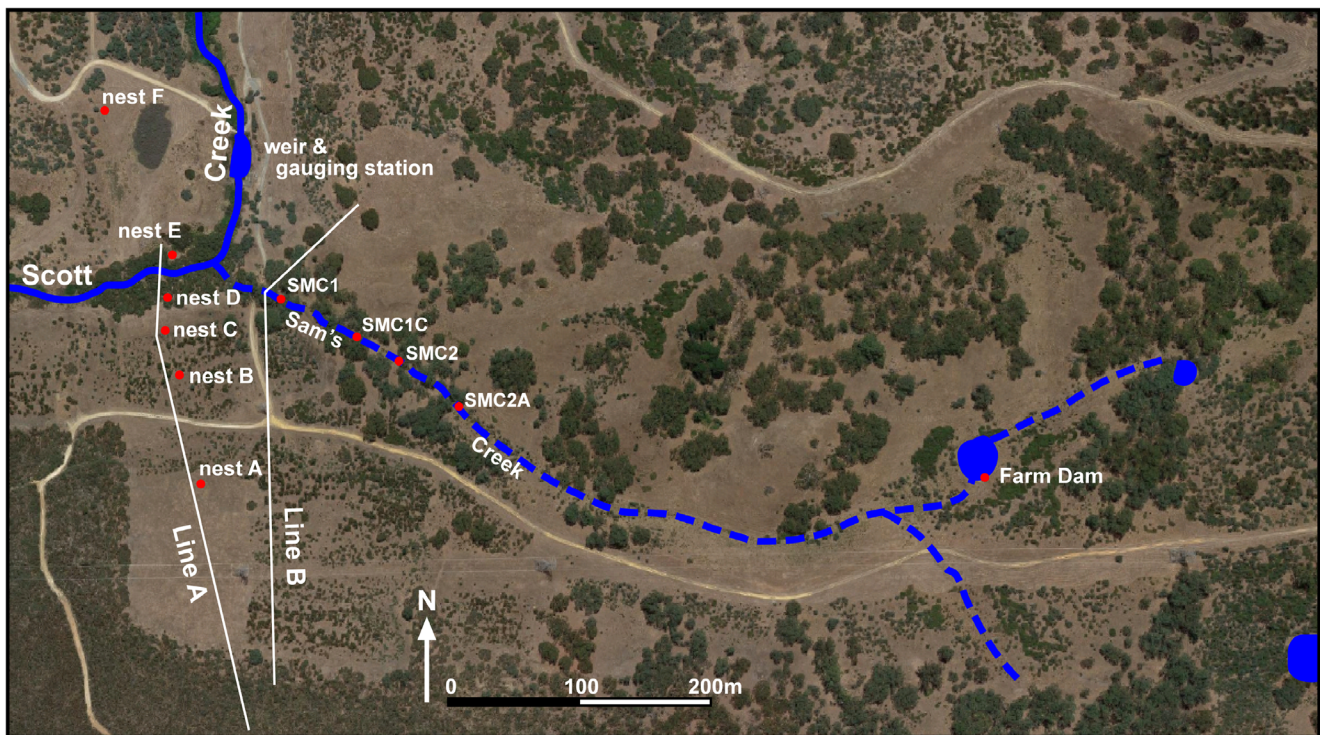 nest F
Creek
weir &
gauging station
nest E
Scott
SMC1
nest D
Sam's
nest C
SMC1C
SMC2
nest B
SMC2A
Creek
nest A
Farm Dam
Line A
Line B
N
0 100 200m